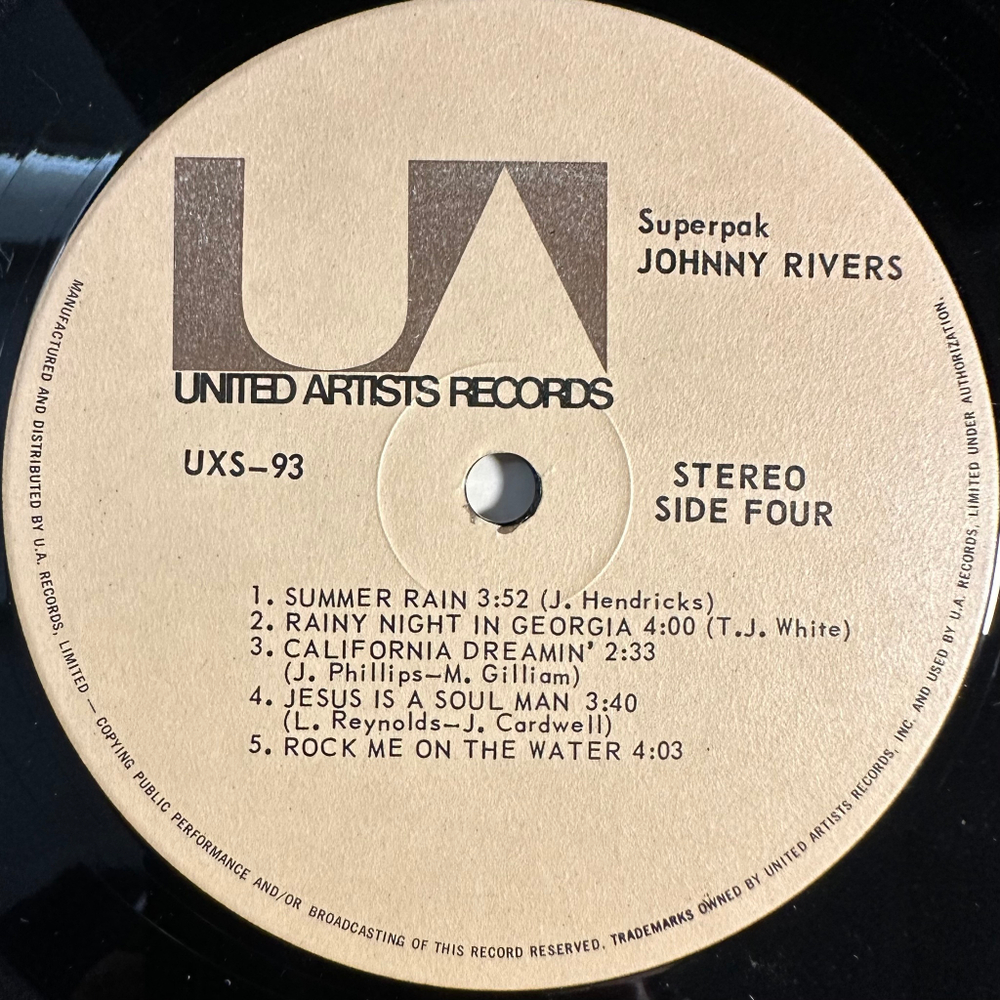 UA
UNITED ARTISTS RECORDS
Superpak
JOHNNY RIVERS
UXS-93
STEREO
SIDE FOUR
1. SUMMER RAIN 3:52 (J. Hendricks)
2. RAINY NIGHT IN GEORGIA 4:00 (T.J. White)
3. CALIFORNIA DREAMIN' 2:33
(J. Phillips-M. Gilliam)
4. JESUS IS A SOUL MAN 3:40
(L. Reynolds-J. Cardwell)
5. ROCK ME ON THE WATER 4:03
MANUFACTURED AND DISTRIBUTED BY U.A. RECORDS, LIMITED — COPYING PUBLIC PERFORMANCE AND/OR BROADCASTING OF THIS RECORD RESERVED. TRADEMARKS OWNED BY UNITED ARTISTS RECORDS, INC. AND USED BY U.A. RECORDS, LIMITED UNDER AUTHORIZATION.